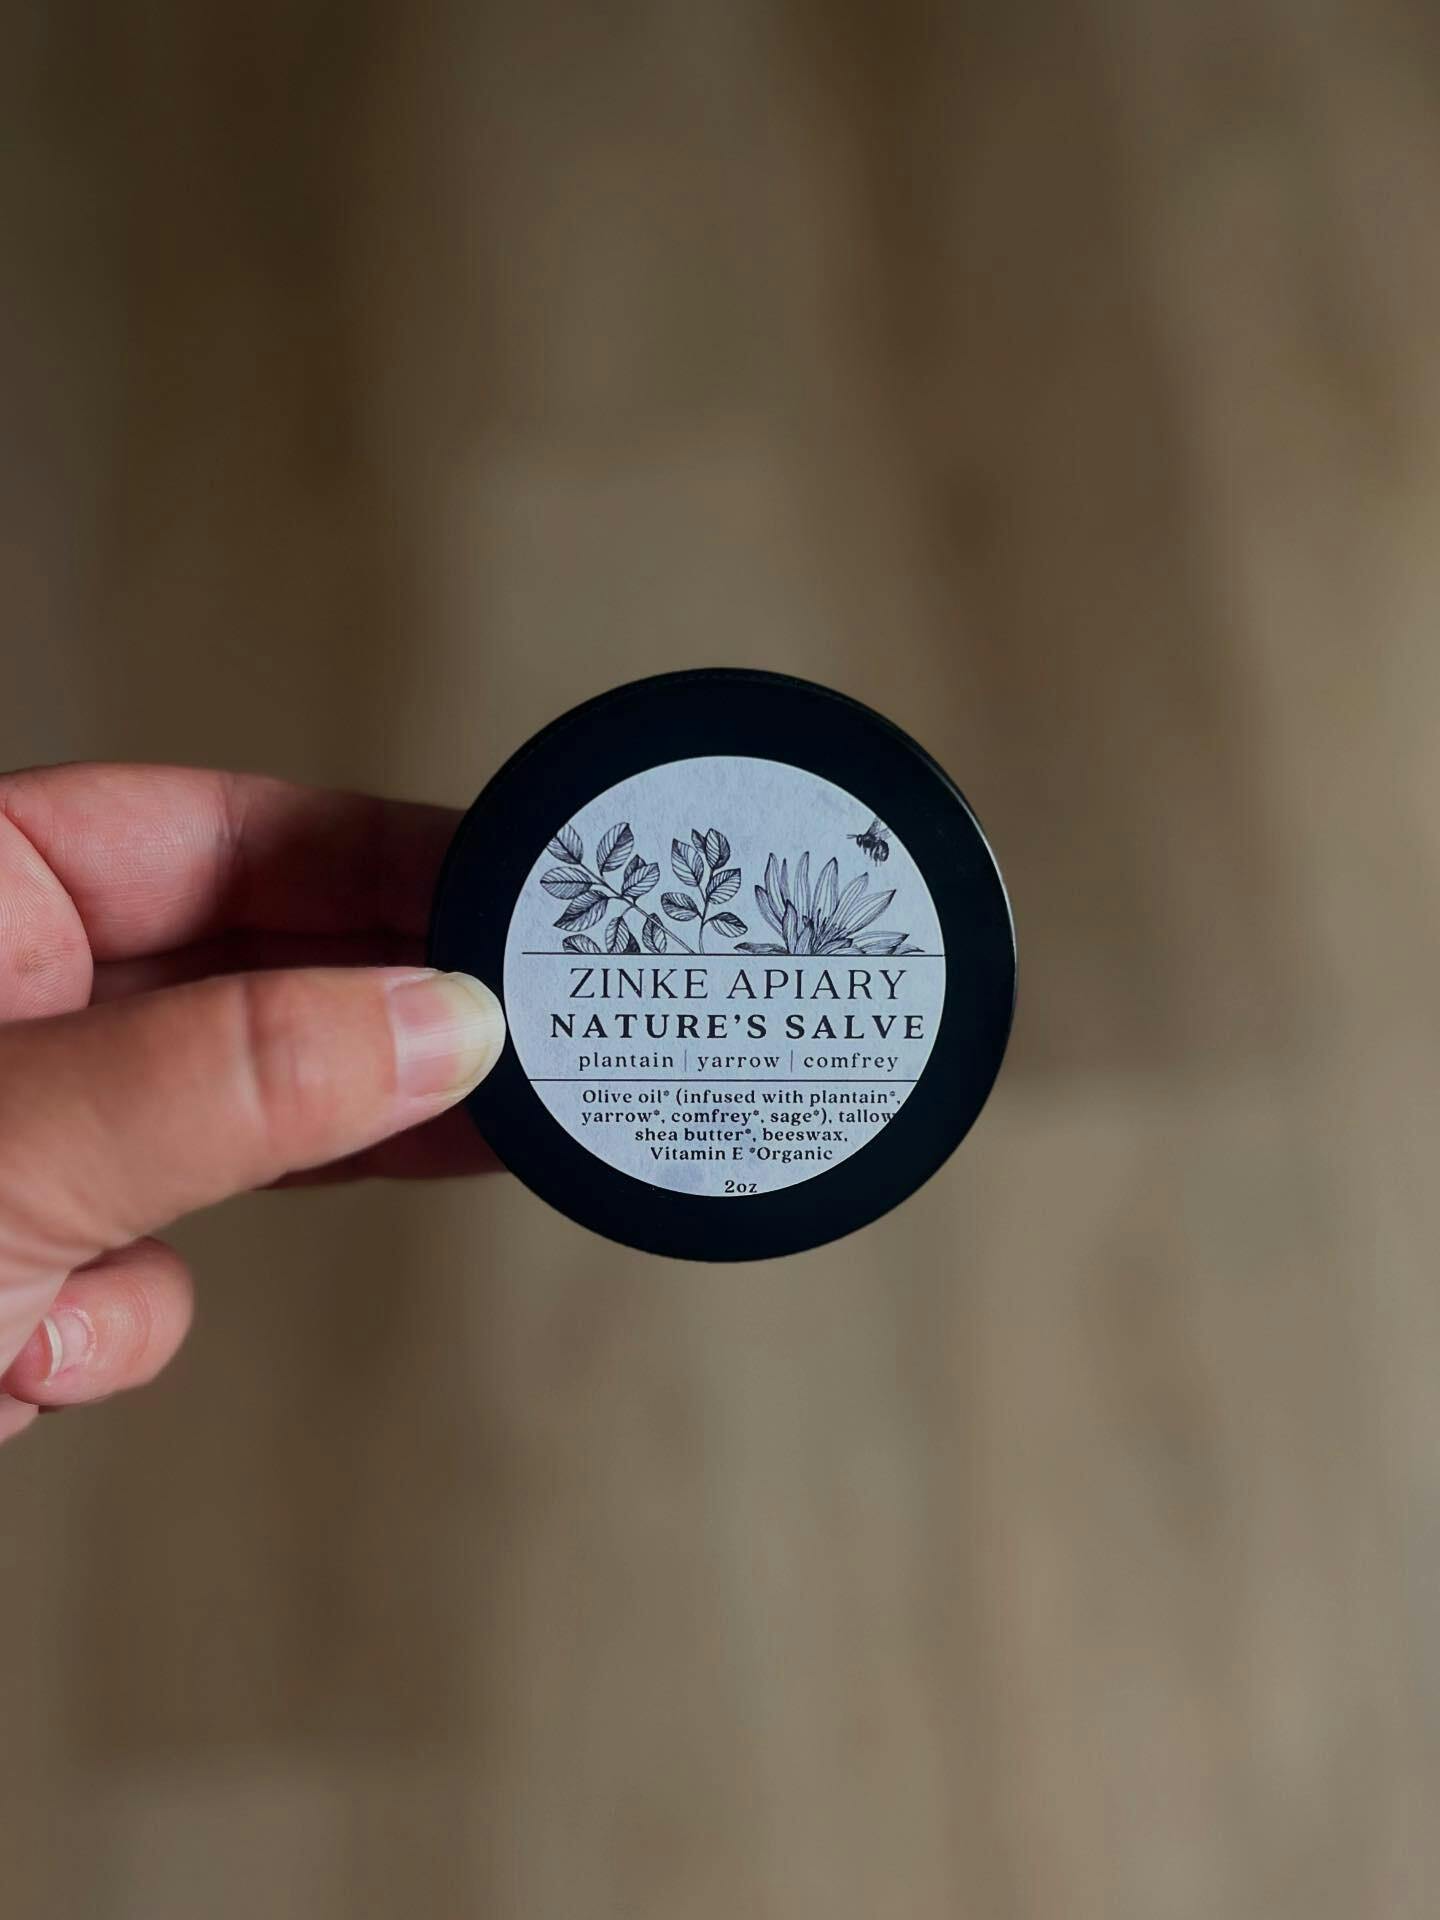 ZINKE APIARY
NATURE'S SALVE
plantain | yarrow | comfrey
Olive oil* (infused with plantain*,
yarrow*, comfrey*, sage*), tallow
shea butter*, beeswax,
Vitamin E *Organic
2oz